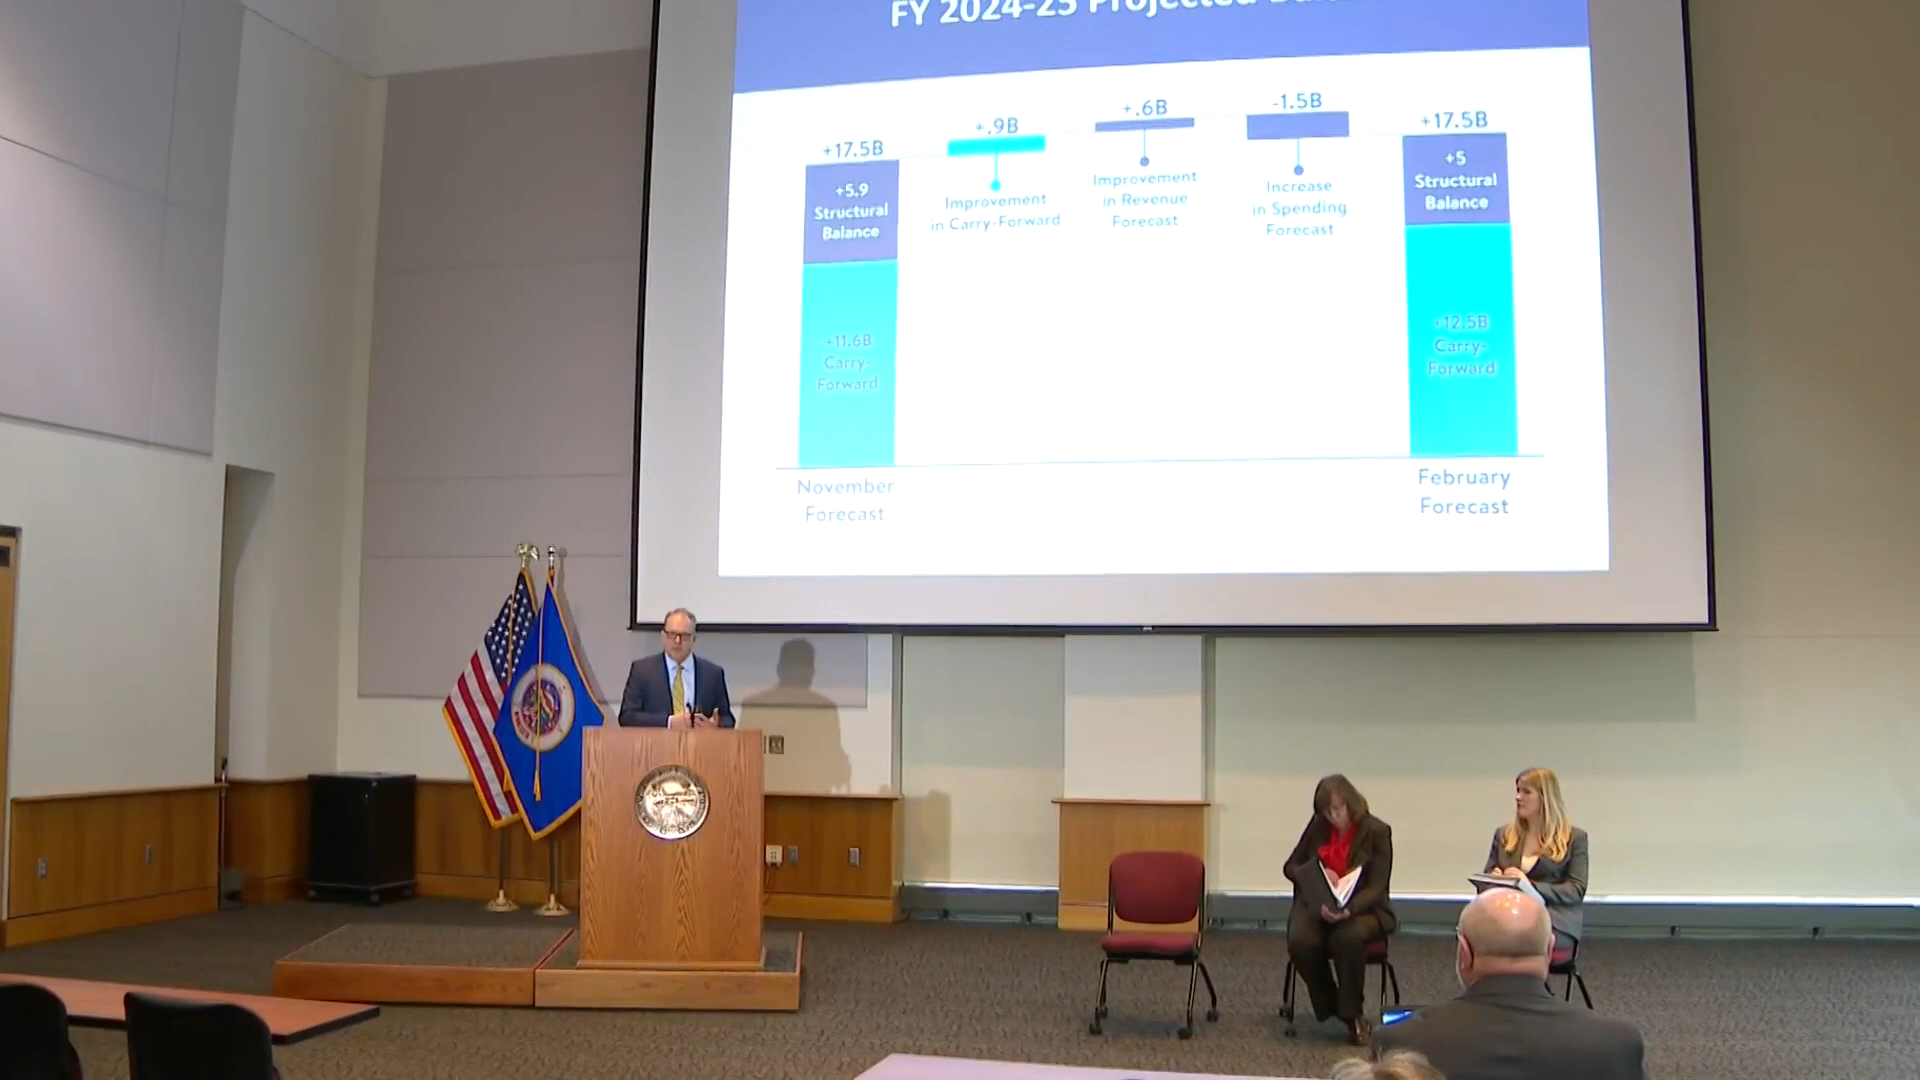 FY 2024-25 Projected
+17.5B
+.9B
+.6B
-1.5B
+17.5B
+5.9
Structural
Balance
Improvement
in Carry-Forward
Improvement
in Revenue
Forecast
Increase
in Spending
Forecast
+5
Structural
Balance
+11.6B
Carry-
Forward
+12.5B
Carry-
Forward
November
Forecast
February
Forecast